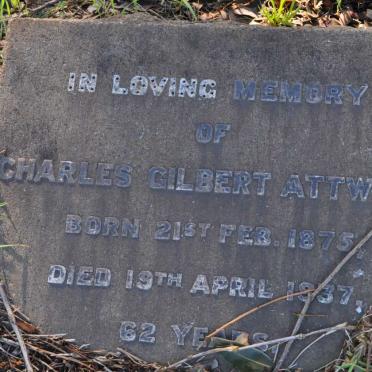 IN LOVING MEMORY
OF
CHARLES GILBERT ATTW
BORN 21ST FEB. 1875,
DIED 19TH APRIL 1937,
62 YEARS.